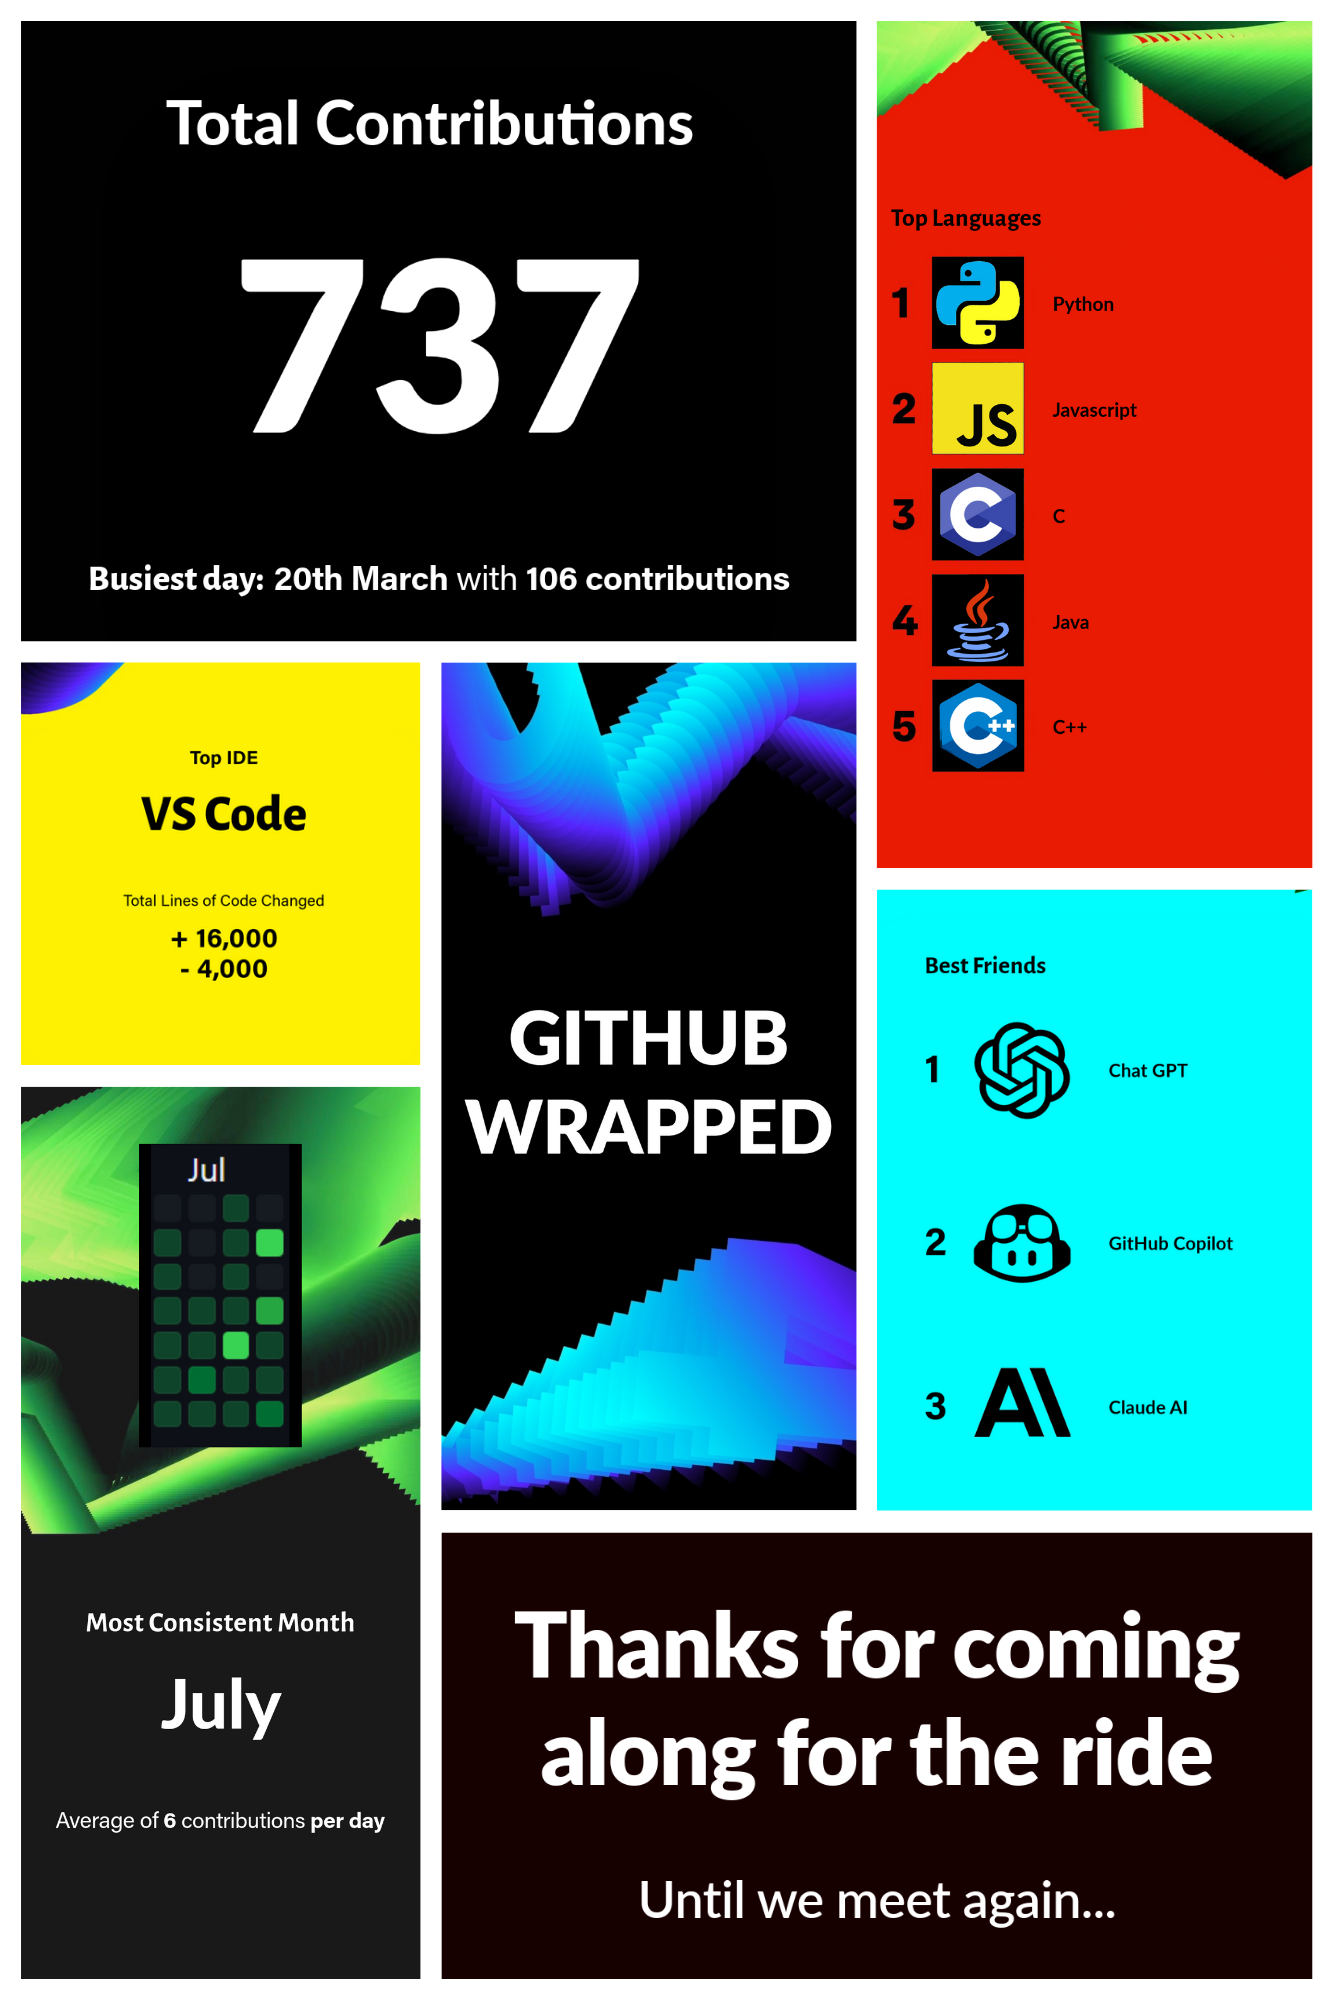 Total Contributions
737
Busiest day: 20th March with 106 contributions
Top Languages
1 Python
2 JS Javascript
3 C C
4 Java
5 C++ C++
Top IDE
VS Code
Total Lines of Code Changed
+ 16,000
- 4,000
GITHUB
WRAPPED
Best Friends
1 Chat GPT
2 GitHub Copilot
3 A\ Claude AI
Jul
Most Consistent Month
July
Average of 6 contributions per day
Thanks for coming
along for the ride
Until we meet again...